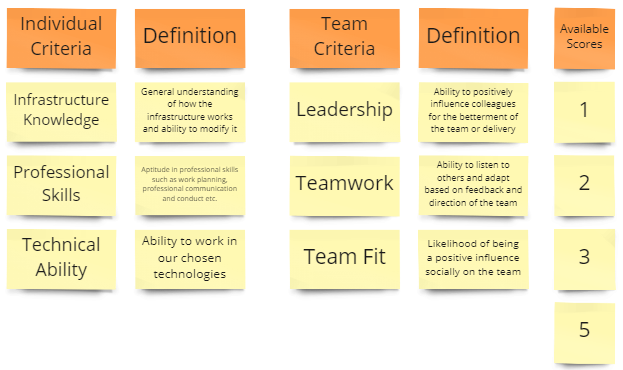 Individual
Criteria
Definition
Team
Criteria
Definition
Available
Scores
Infrastructure
Knowledge
General understanding
of how the
infrastructure works
and ability to modify it
Leadership
Ability to positively
influence colleagues
for the betterment of
the team or delivery
1
Professional
Skills
Aptitude in professional skills
such as work planning,
professional communication
and conduct etc.
Teamwork
Ability to listen to
others and adapt
based on feedback and
direction of the team
2
Technical
Ability
Ability to work in
our chosen
technologies
Team Fit
Likelihood of being
a positive influence
socially on the team
3
5